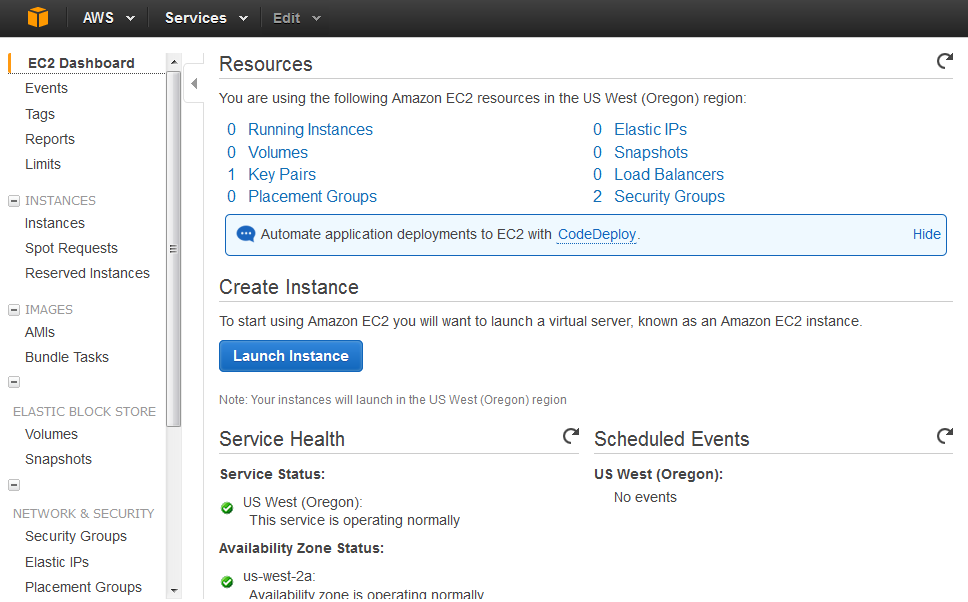 AWS Services Edit
EC2 Dashboard
Events
Tags
Reports
Limits
INSTANCES
Instances
Spot Requests
Reserved Instances
IMAGES
AMIs
Bundle Tasks
ELASTIC BLOCK STORE
Volumes
Snapshots
NETWORK & SECURITY
Security Groups
Elastic IPs
Placement Groups
Resources
You are using the following Amazon EC2 resources in the US West (Oregon) region:
0 Running Instances
0 Elastic IPs
0 Volumes
0 Snapshots
1 Key Pairs
0 Load Balancers
0 Placement Groups
2 Security Groups
Automate application deployments to EC2 with CodeDeploy. Hide
Create Instance
To start using Amazon EC2 you will want to launch a virtual server, known as an Amazon EC2 instance.
Launch Instance
Note: Your instances will launch in the US West (Oregon) region
Service Health
Service Status:
US West (Oregon):
This service is operating normally
Availability Zone Status:
us-west-2a:
Availability zone is operating normally
Scheduled Events
US West (Oregon):
No events